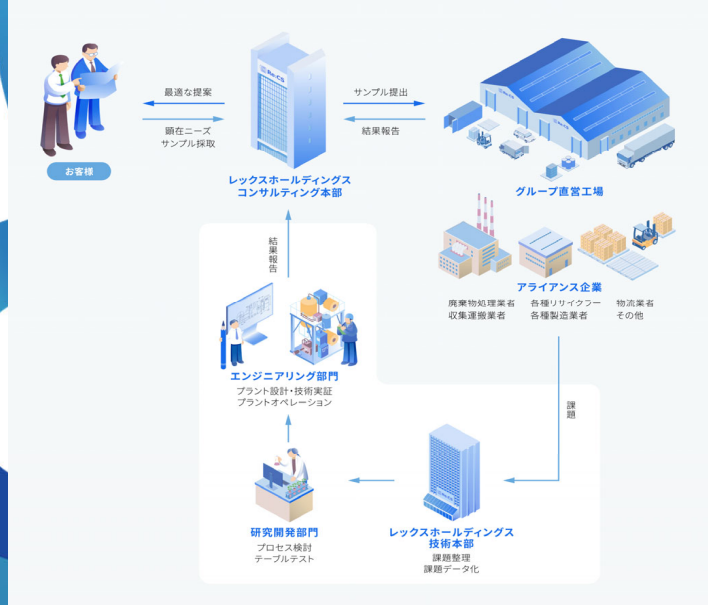 最適な提案
顕在ニーズ
サンプル採取
お客様
Re-CS
レックスホールディングス
コンサルティング本部
サンプル提出
結果報告
Re-CS
グループ直営工場
アライアンス企業
廃棄物処理業者
収集運搬業者
各種リサイクラー
各種製造業者
物流業者
その他
結果報告
エンジニアリング部門
プラント設計・技術実証
プラントオペレーション
課題
研究開発部門
プロセス検討
テーブルテスト
レックスホールディングス
技術本部
課題整理
課題データ化